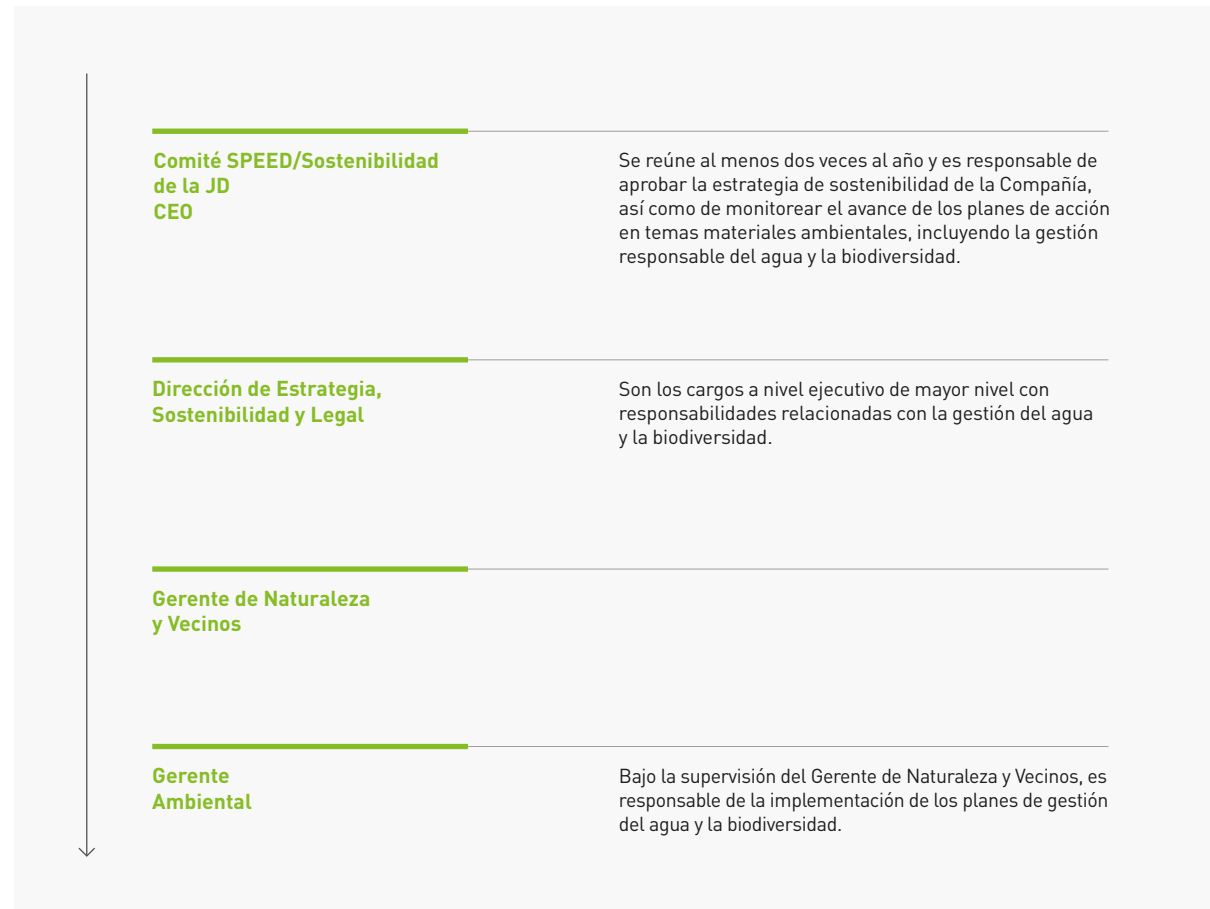 Comité SPEED/Sostenibilidad
de la JD
CEO
Se reúne al menos dos veces al año y es responsable de
aprobar la estrategia de sostenibilidad de la Compañía,
así como de monitorear el avance de los planes de acción
en temas materiales ambientales, incluyendo la gestión
responsable del agua y la biodiversidad.
Dirección de Estrategia,
Sostenibilidad y Legal
Son los cargos a nivel ejecutivo de mayor nivel con
responsabilidades relacionadas con la gestión del agua
y la biodiversidad.
Gerente de Naturaleza
y Vecinos
Gerente
Ambiental
Bajo la supervisión del Gerente de Naturaleza y Vecinos, es
responsable de la implementación de los planes de gestión
del agua y la biodiversidad.